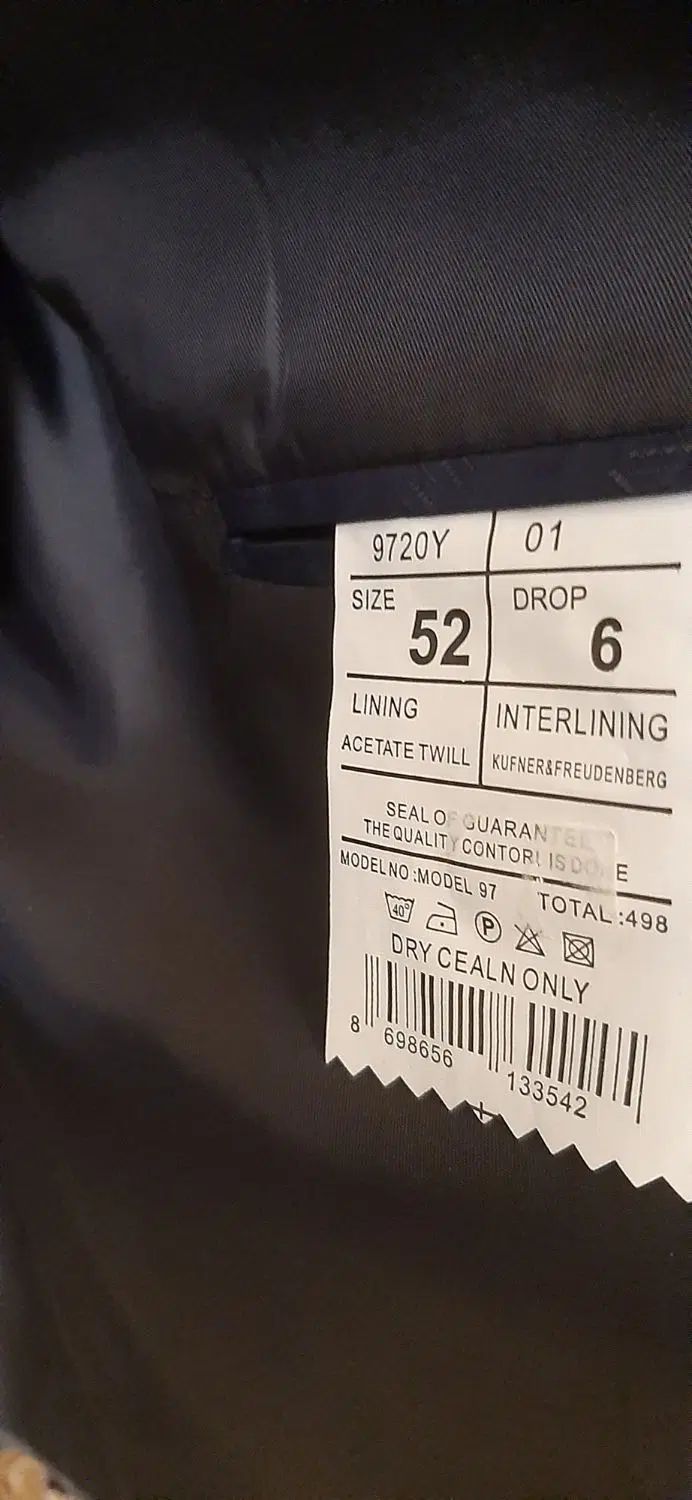 9720Y 01
SIZE 52 DROP 6
LINING INTERLINING
ACETATE TWILL KUFNER&FREUDENBERG
SEAL OF GUARANTEE
THE QUALITY CONTORL IS DONE
MODEL NO :MODEL 97 TOTAL :498
40° P
DRY CEALN ONLY
8 698656 133542